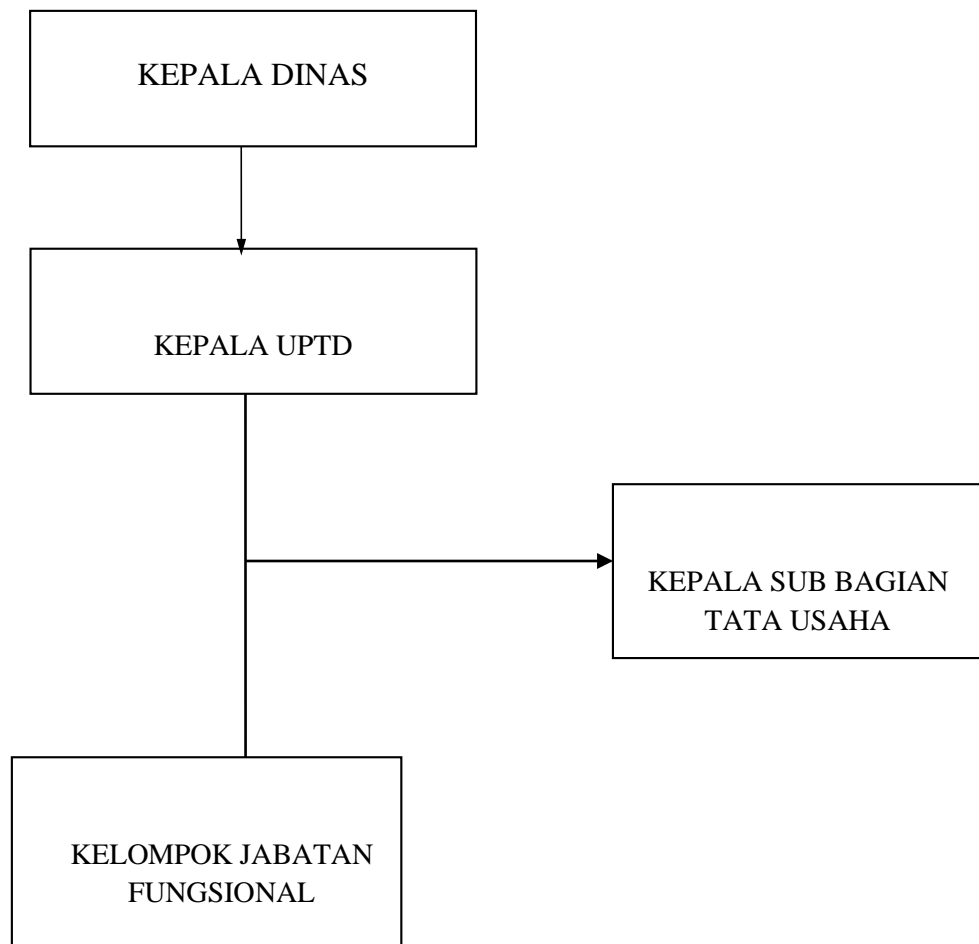 KEPALA DINAS
KEPALA UPTD
KEPALA SUB BAGIAN
TATA USAHA
KELOMPOK JABATAN
FUNGSIONAL